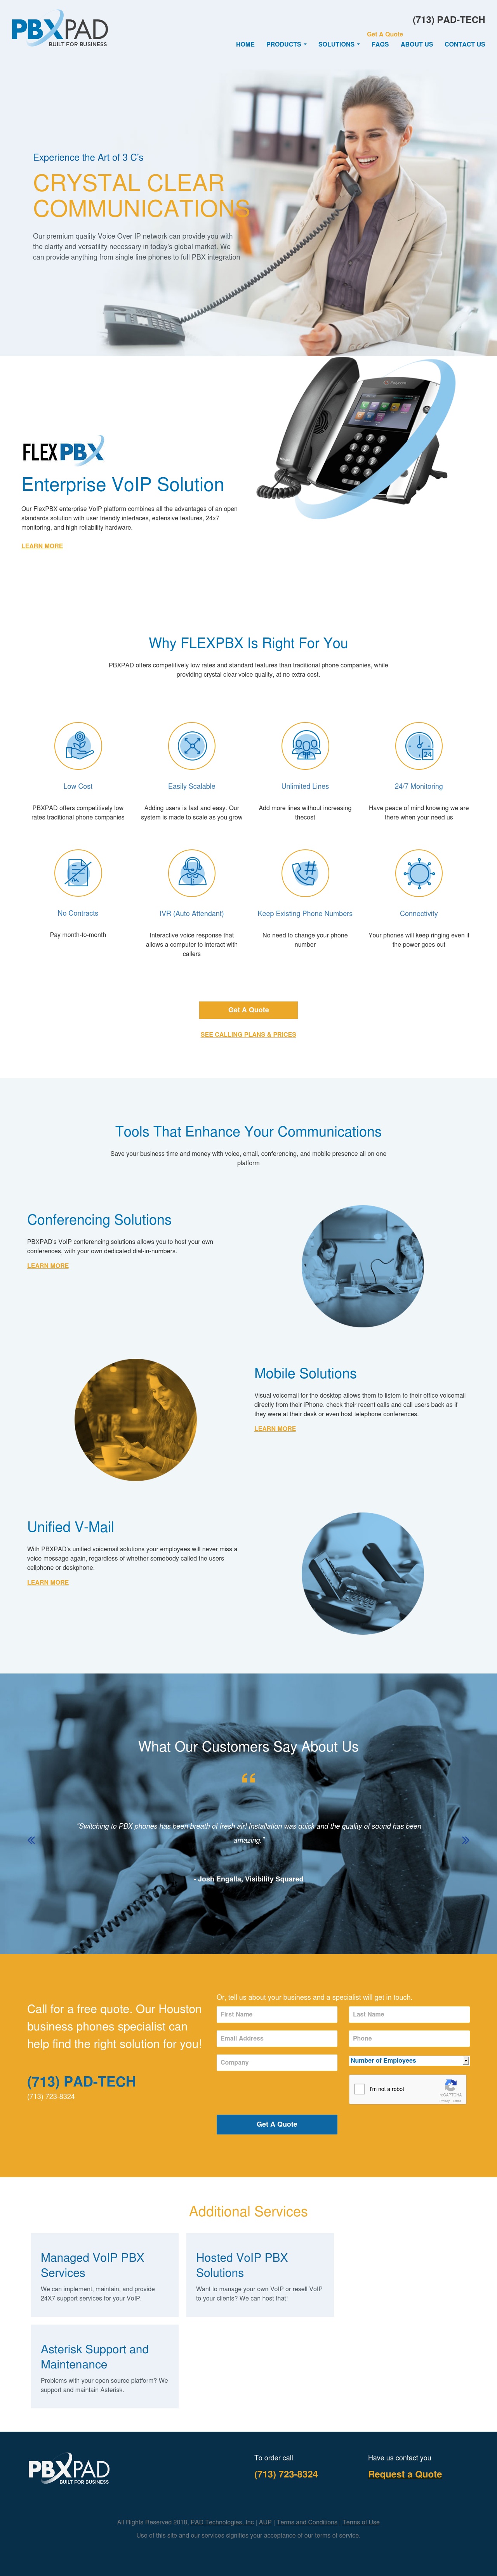 PBXPAD
BUILT FOR BUSINESS
(713) PAD-TECH
Get A Quote
HOME PRODUCTS SOLUTIONS FAQS ABOUT US CONTACT US
Experience the Art of 3 C's
CRYSTAL CLEAR
COMMUNICATIONS
Our premium quality Voice Over IP network can provide you with
the clarity and versatility necessary in today's global market. We
can provide anything from single line phones to full PBX integration
FLEXPBX
Enterprise VoIP Solution
Our FlexPBX enterprise VoIP platform combines all the advantages of an open
standards solution with user friendly interfaces, extensive features, 24x7
monitoring, and high reliability hardware.
LEARN MORE
Why FLEXPBX Is Right For You
PBXPAD offers competitively low rates and standard features than traditional phone companies, while
providing crystal clear voice quality, at no extra cost.
24
Low Cost
Easily Scalable
Unlimited Lines
24/7 Monitoring
PBXPAD offers competitively low
rates traditional phone companies
Adding users is fast and easy. Our
system is made to scale as you grow
Add more lines without increasing
thecost
Have peace of mind knowing we are
there when your need us
No Contracts
IVR (Auto Attendant)
Keep Existing Phone Numbers
Connectivity
Pay month-to-month
Interactive voice response that
allows a computer to interact with
callers
No need to change your phone
number
Your phones will keep ringing even if
the power goes out
Get A Quote
SEE CALLING PLANS & PRICES
Tools That Enhance Your Communications
Save your business time and money with voice, email, conferencing, and mobile presence all on one
platform
Conferencing Solutions
PBXPAD's VoIP conferencing solutions allows you to host your own
conferences, with your own dedicated dial-in-numbers.
LEARN MORE
Mobile Solutions
Visual voicemail for the desktop allows them to listem to their office voicemail
directly from their iPhone, check their recent calls and call users back as if
they were at their desk or even host telephone conferences.
LEARN MORE
Unified V-Mail
With PBXPAD's unified voicemail solutions your employees will never miss a
voice message again, regardless of whether somebody called the users
cellphone or deskphone.
LEARN MORE
What Our Customers Say About Us
"Switching to PBX phones has been breath of fresh air! Installation was quick and the quality of sound has been
amazing."
- Josh Engalla, Visibility Squared
Call for a free quote. Our Houston
business phones specialist can
help find the right solution for you!
(713) PAD-TECH
(713) 723-8324
Or, tell us about your business and a specialist will get in touch.
First Name
Last Name
Email Address
Phone
Company
Number of Employees
I'm not a robot
reCAPTCHA
Privacy - Terms
Get A Quote
Additional Services
Managed VoIP PBX
Services
We can implement, maintain, and provide
24X7 support services for your VoIP.
Hosted VoIP PBX
Solutions
Want to manage your own VoIP or resell VoIP
to your clients? We can host that!
Asterisk Support and
Maintenance
Problems with your open source platform? We
support and maintain Asterisk.
PBXPAD
BUILT FOR BUSINESS
To order call
(713) 723-8324
Have us contact you
Request a Quote
All Rights Reserved 2018, PAD Technologies, Inc | AUP | Terms and Conditions | Terms of Use
Use of this site and our services signifies your acceptance of our terms of service.